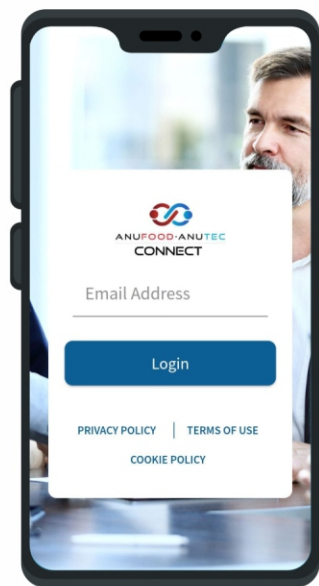 ANUFOOD·ANUTEC
CONNECT
Email Address
Login
PRIVACY POLICY | TERMS OF USE
COOKIE POLICY